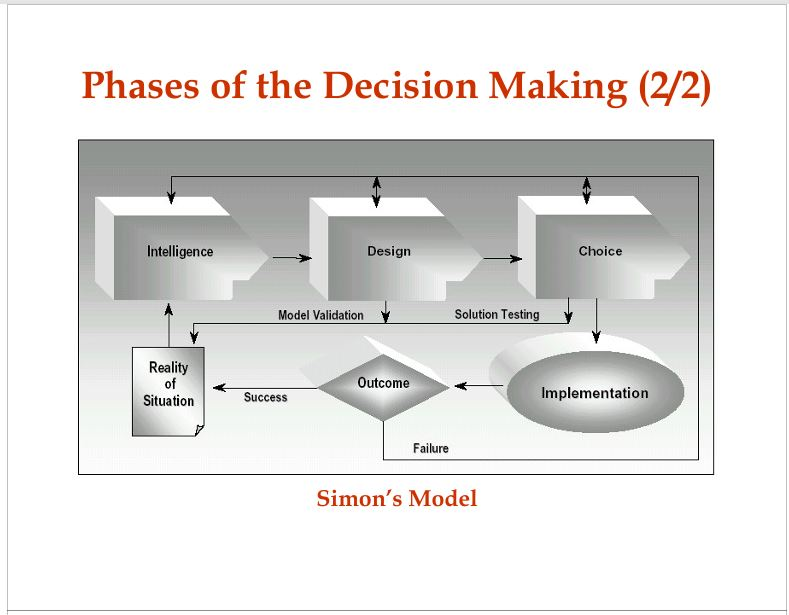 Phases of the Decision Making (2/2)
Intelligence
Design
Choice
Model Validation
Solution Testing
Reality
of
Situation
Success
Outcome
Implementation
Failure
Simon's Model